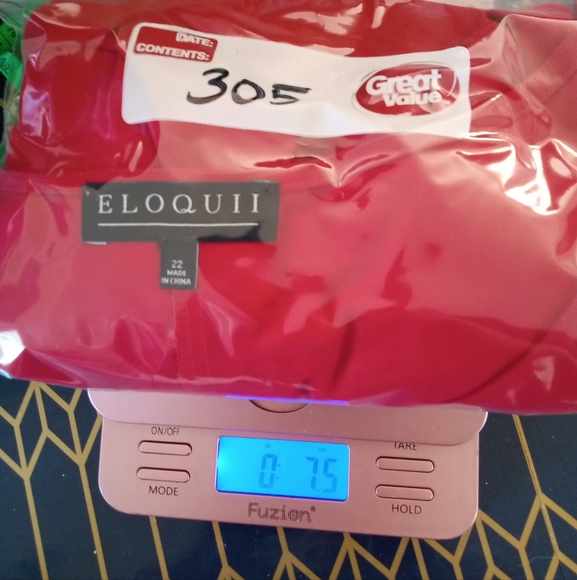 DATE:
CONTENTS:
305
Great Value
ELOQUII
22
MADE
IN CHINA
ON/OFF
MODE
0 7.5
TARE
HOLD
Fuzion